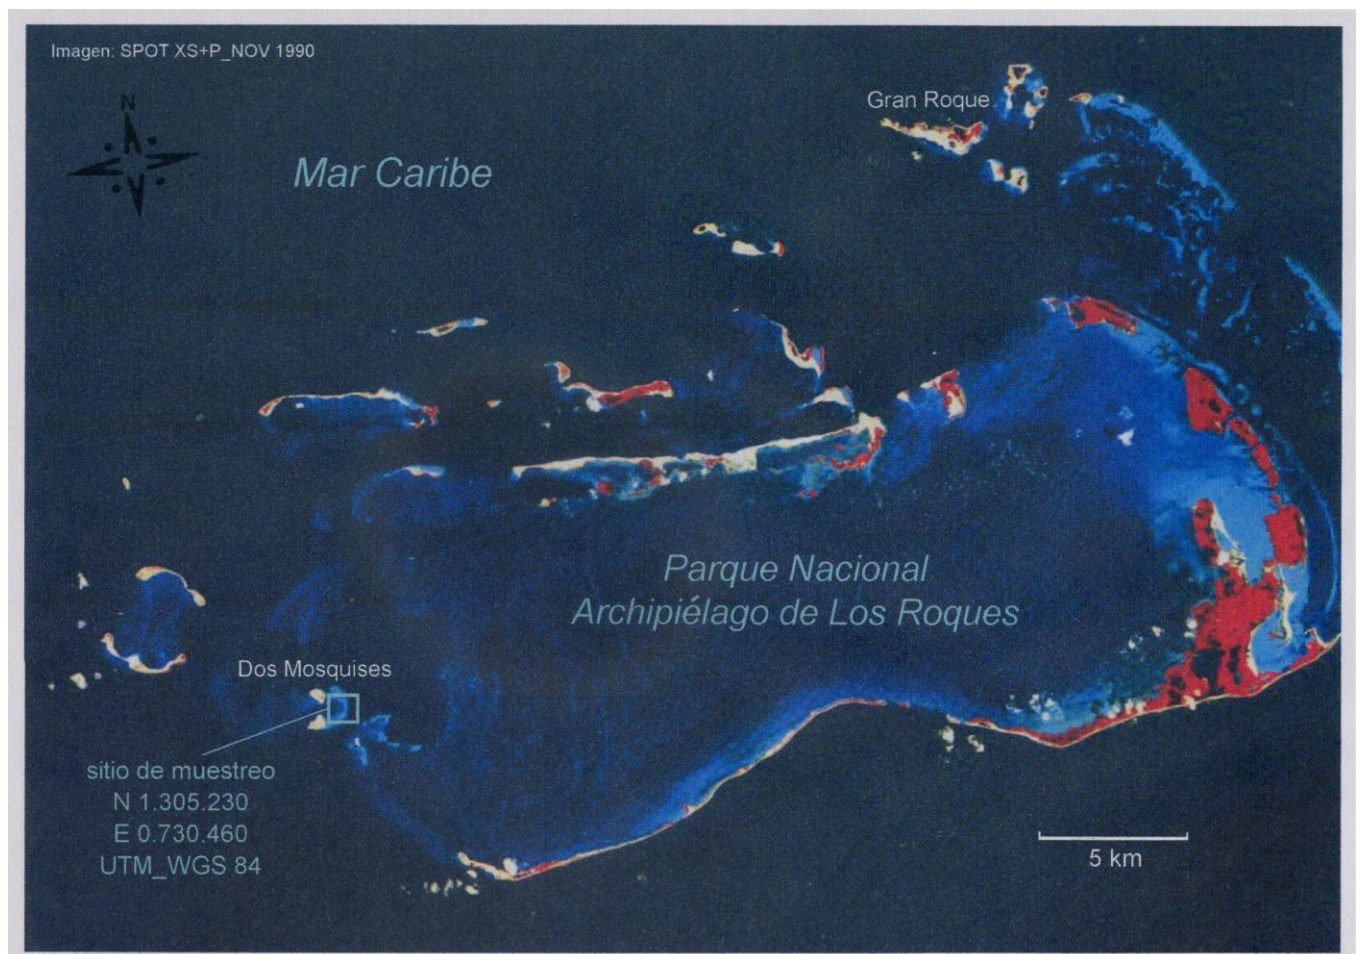 Imagen: SPOT XS+P_NOV 1990
N
Gran Roque
Mar Caribe
Parque Nacional
Archipiélago de Los Roques
Dos Mosquises
sitio de muestreo
N 1.305.230
E 0.730.460
UTM_WGS 84
5 km